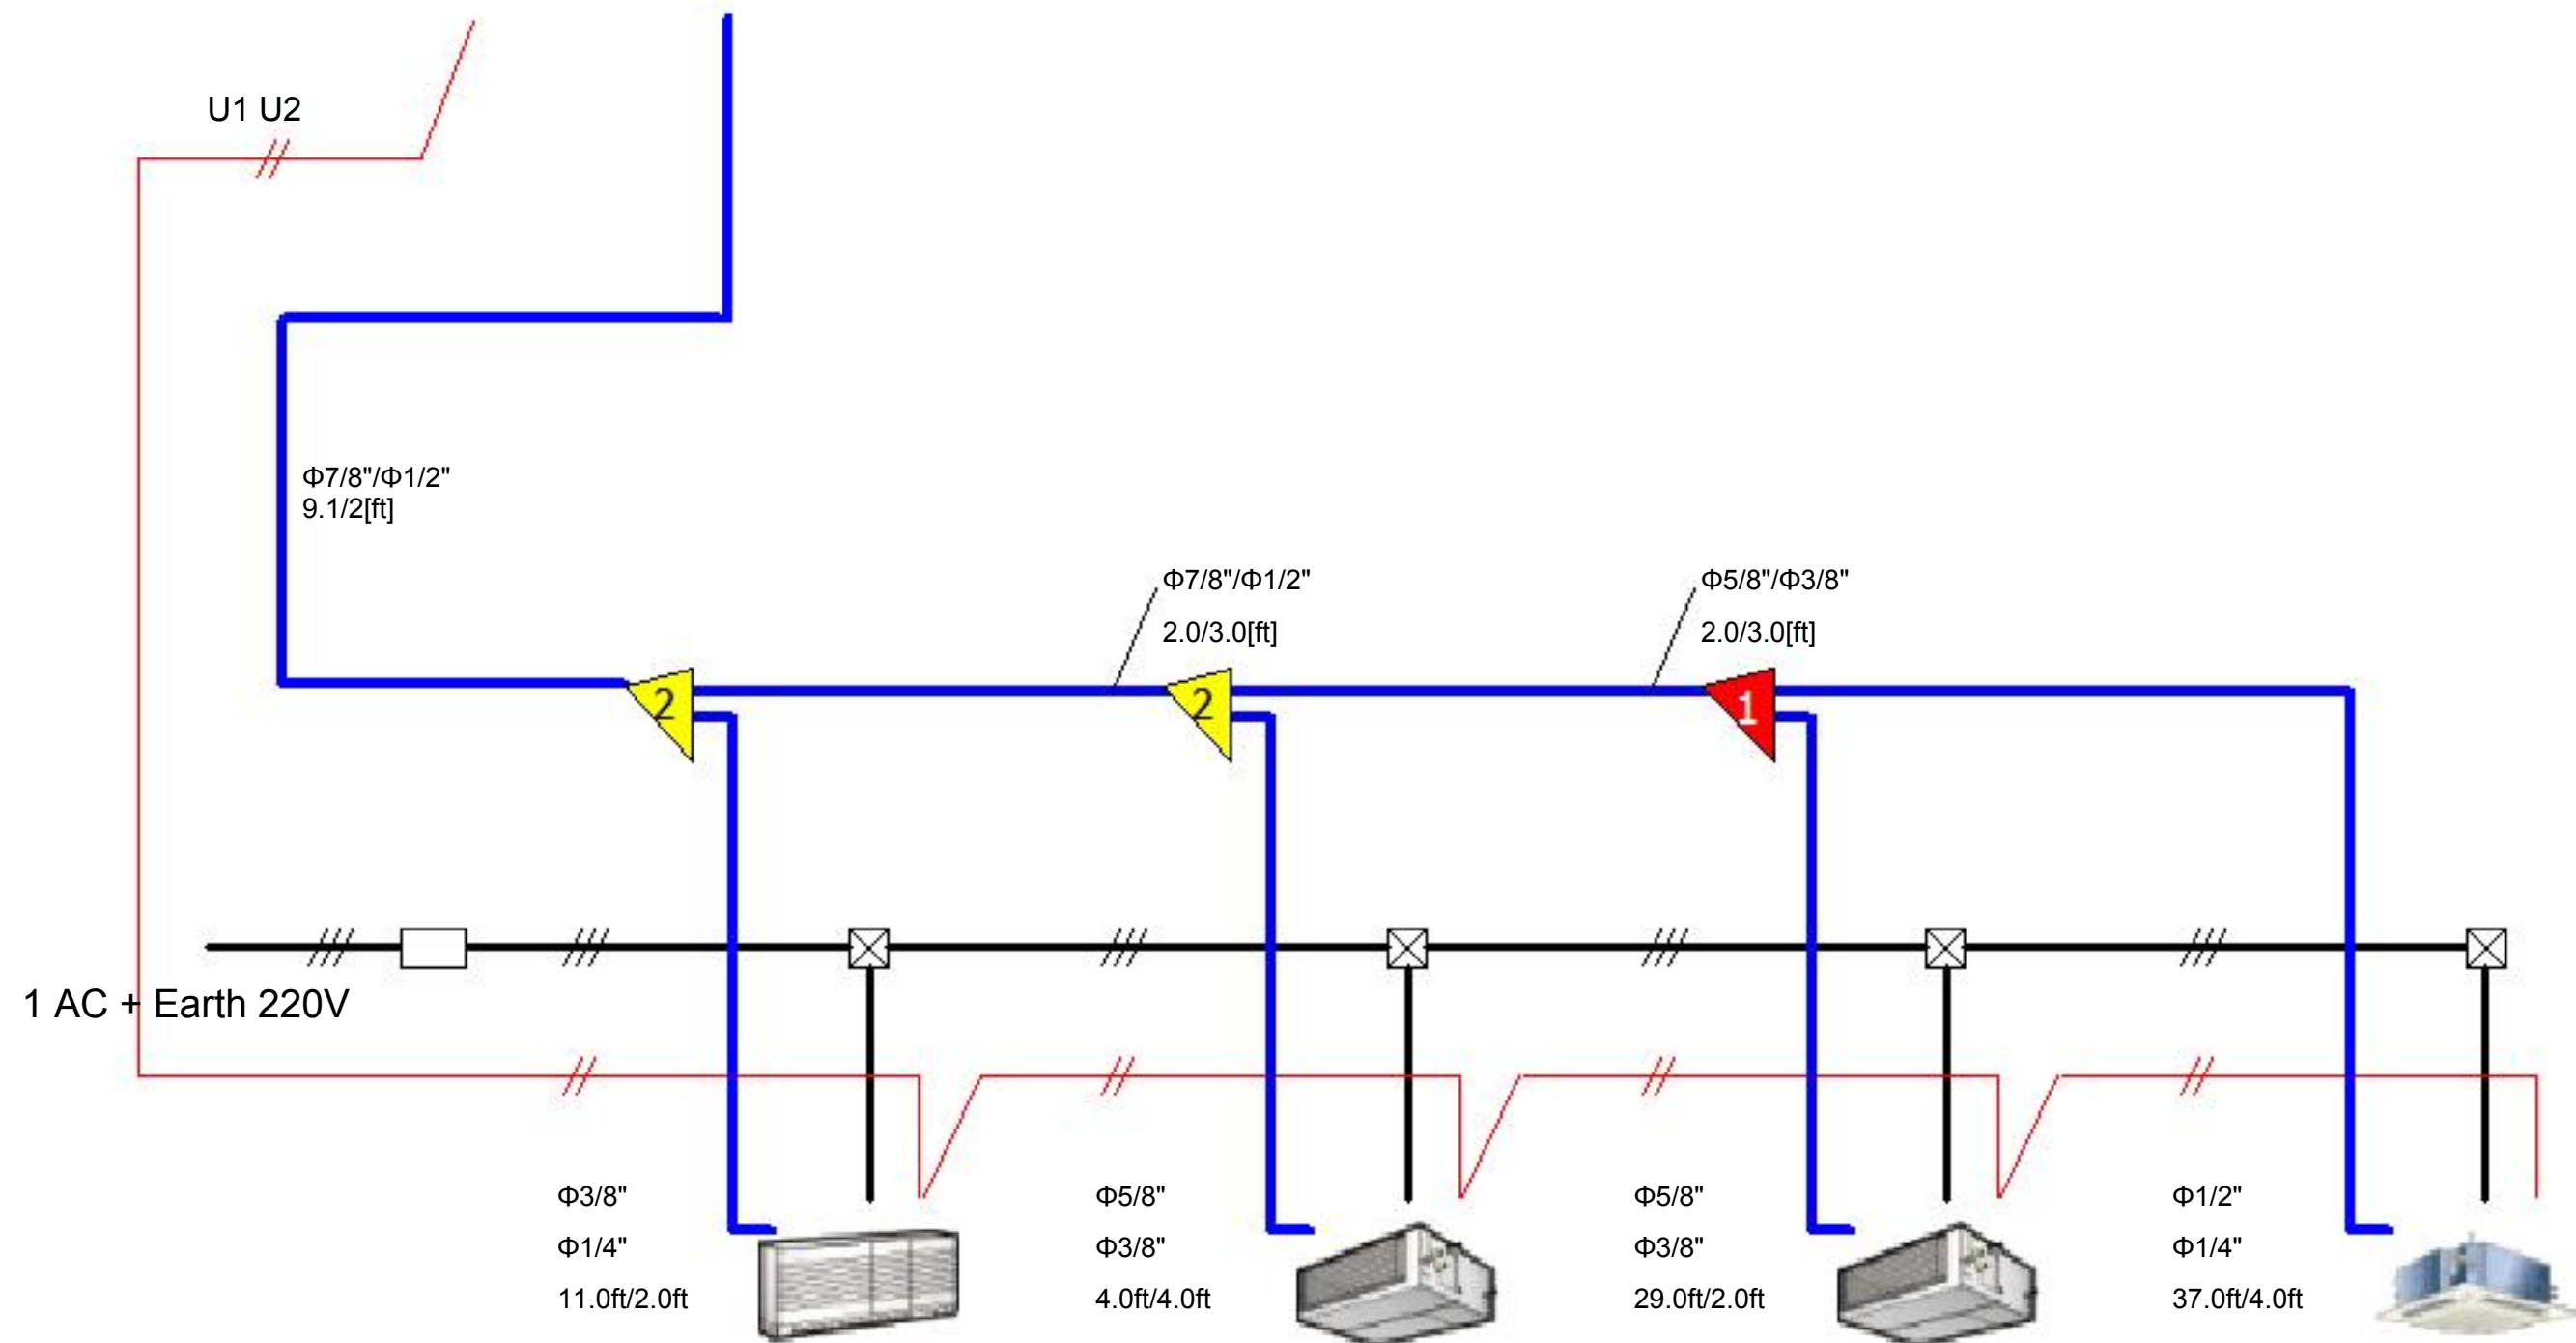 U1 U2
Φ7/8"/Φ1/2"
9.1/2[ft]
Φ7/8"/Φ1/2"
2.0/3.0[ft]
Φ5/8"/Φ3/8"
2.0/3.0[ft]
2
2
1
1 AC + Earth 220V
Φ3/8"
Φ1/4"
11.0ft/2.0ft
Φ5/8"
Φ3/8"
4.0ft/4.0ft
Φ5/8"
Φ3/8"
29.0ft/2.0ft
Φ1/2"
Φ1/4"
37.0ft/4.0ft